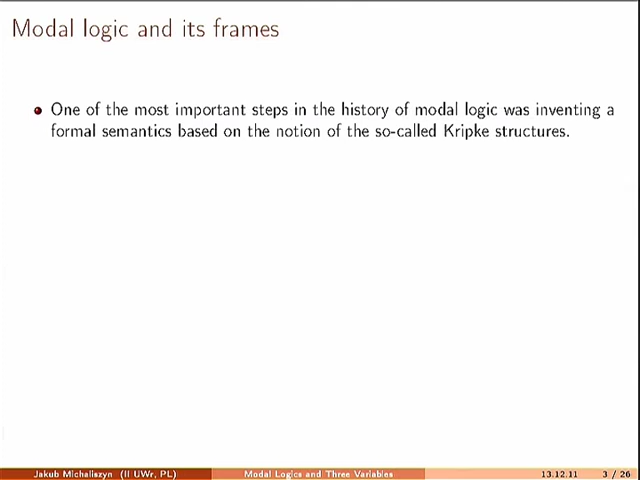 Modal logic and its frames
One of the most important steps in the history of modal logic was inventing a
formal semantics based on the notion of the so-called Kripke structures.
Jakub Michaliszyn (II UWr, PL) Modal Logics and Three Variables 13.12.11 3 / 26